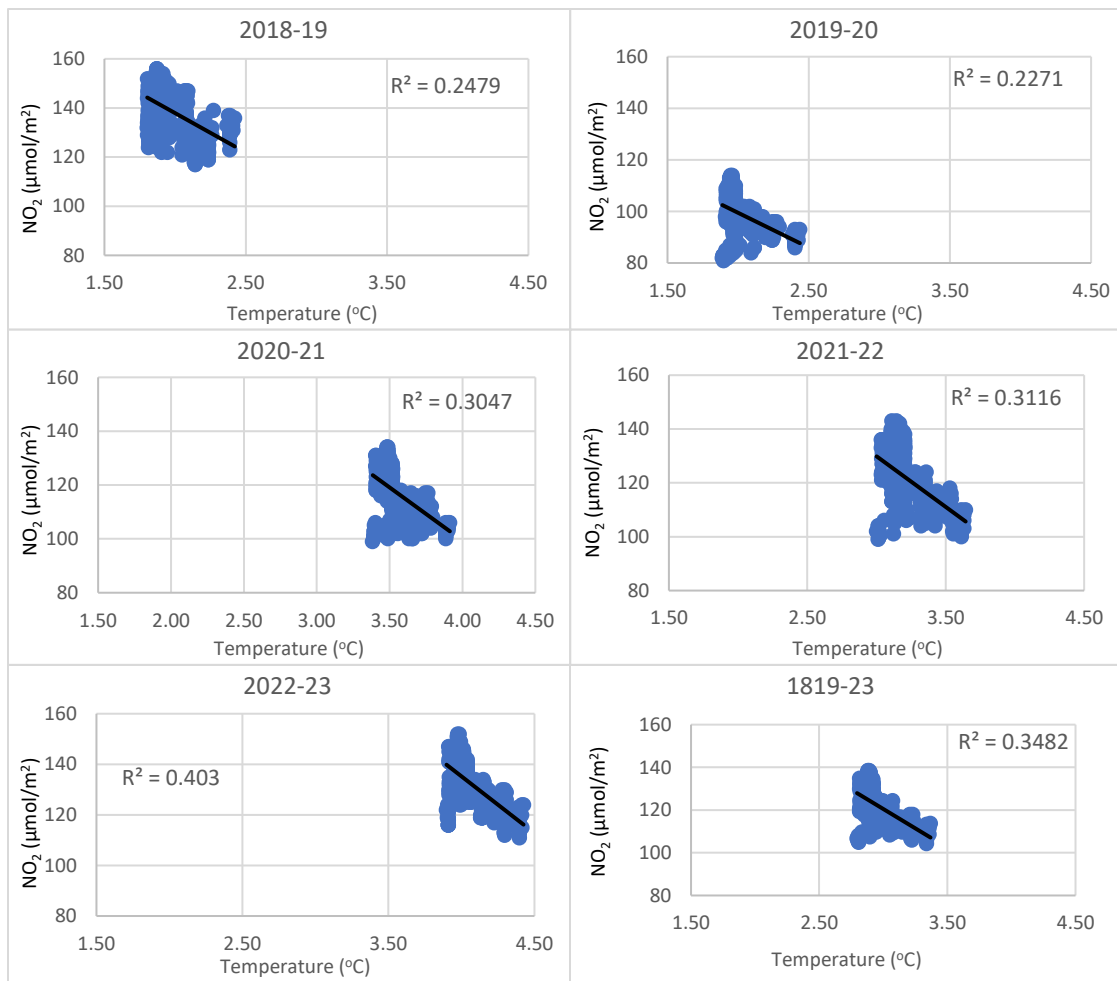 2018-19
160
140
120
100
80
1.50 2.50 3.50 4.50
NO₂ (µmol/m²)
Temperature (°C)
R² = 0.2479
2019-20
160
140
120
100
80
1.50 2.50 3.50 4.50
NO₂ (µmol/m²)
Temperature (°C)
R² = 0.2271
2020-21
160
140
120
100
80
1.50 2.00 2.50 3.00 3.50 4.00 4.50
NO₂ (µmol/m²)
Temperature (°C)
R² = 0.3047
2021-22
160
140
120
100
80
1.50 2.50 3.50 4.50
NO₂ (µmol/m²)
Temperature (°C)
R² = 0.3116
2022-23
160
140
120
100
80
1.50 2.50 3.50 4.50
NO₂ (µmol/m²)
Temperature (°C)
R² = 0.403
1819-23
160
140
120
100
80
1.50 2.50 3.50 4.50
NO₂ (µmol/m²)
Temperature (°C)
R² = 0.3482